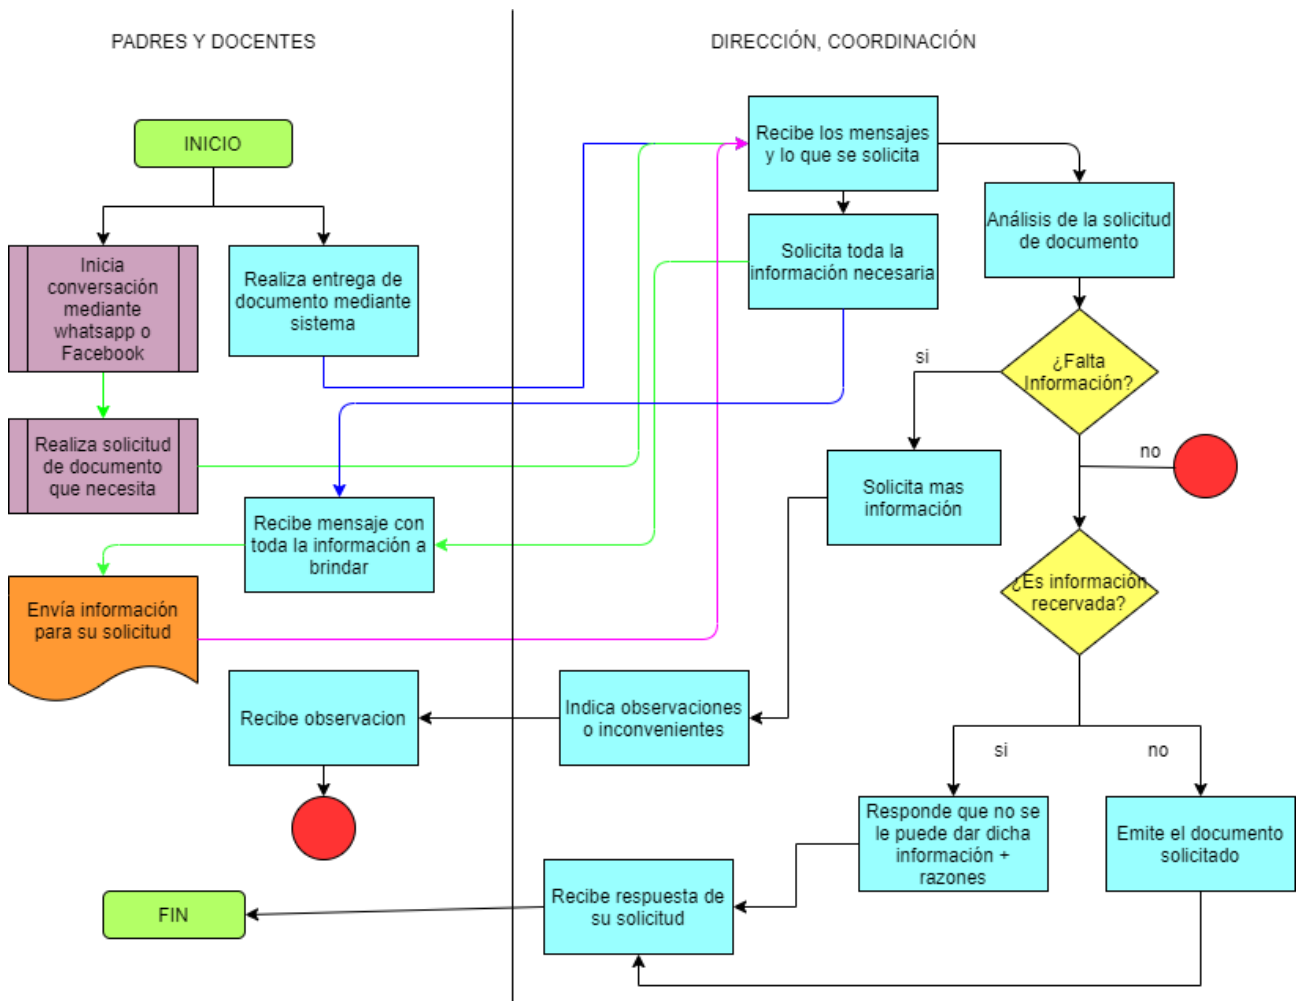 PADRES Y DOCENTES
DIRECCIÓN, COORDINACIÓN
INICIO
Recibe los mensajes
y lo que se solicita
Análisis de la solicitud
de documento
Inicia
conversación
mediante
whatsapp o
Facebook
Realiza entrega de
documento mediante
sistema
Solicita toda la
información necesaria
si
¿Falta
Información?
no
Realiza solicitud
de documento
que necesita
Solicita mas
información
Recibe mensaje con
toda la información a
brindar
¿Es información
recervada?
Envía información
para su solicitud
Recibe observacion
Indica observaciones
o inconvenientes
si
no
Responde que no se
le puede dar dicha
información +
razones
Emite el documento
solicitado
Recibe respuesta de
su solicitud
FIN